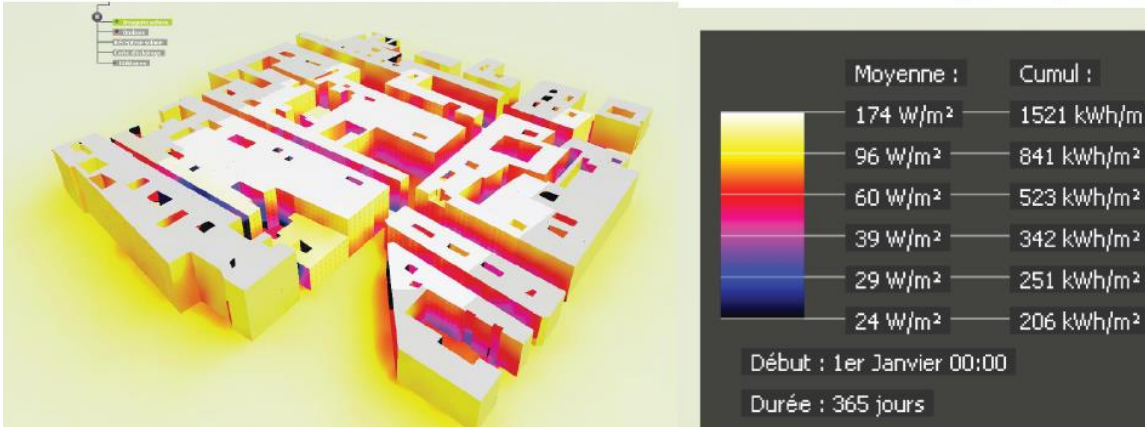 Moyenne : Cumul :
174 W/m² 1521 kWh/m
96 W/m² 841 kWh/m²
60 W/m² 523 kWh/m²
39 W/m² 342 kWh/m²
29 W/m² 251 kWh/m²
24 W/m² 206 kWh/m²
Début : 1er Janvier 00:00
Durée : 365 jours